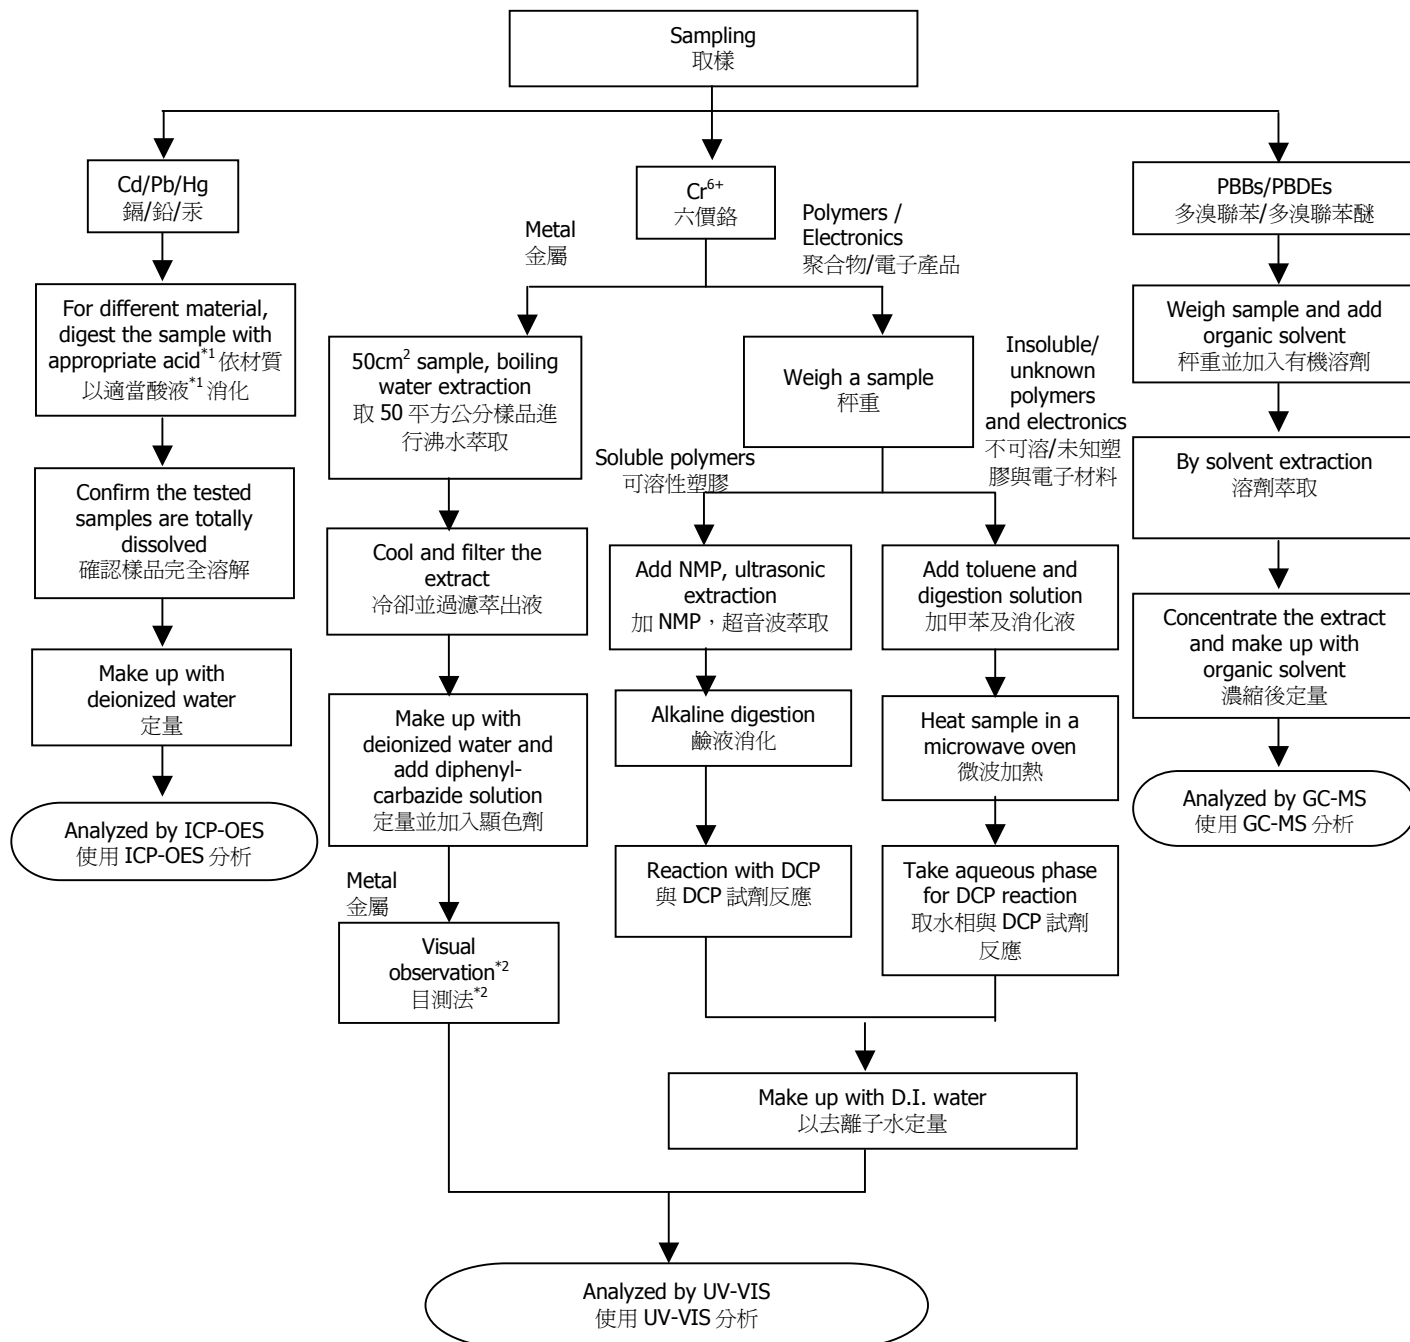 Sampling
取樣
Cd/Pb/Hg
鎘/鉛/汞
For different material,
digest the sample with
appropriate acid*1 依材質
以適當酸液*1 消化
Confirm the tested
samples are totally
dissolved
確認樣品完全溶解
Make up with
deionized water
定量
Analyzed by ICP-OES
使用 ICP-OES 分析
Cr6+
六價鉻
Metal
金屬
50cm2 sample, boiling
water extraction
取 50 平方公分樣品進
行沸水萃取
Cool and filter the
extract
冷卻並過濾萃出液
Make up with
deionized water and
add diphenyl-
carbazide solution
定量並加入顯色劑
Metal
金屬
Visual
observation*2
目測法*2
Polymers /
Electronics
聚合物/電子產品
Weigh a sample
秤重
Soluble polymers
可溶性塑膠
Add NMP, ultrasonic
extraction
加 NMP，超音波萃取
Alkaline digestion
鹼液消化
Reaction with DCP
與 DCP 試劑反應
Insoluble/
unknown
polymers
and electronics
不可溶/未知塑
膠與電子材料
Add toluene and
digestion solution
加甲苯及消化液
Heat sample in a
microwave oven
微波加熱
Take aqueous phase
for DCP reaction
取水相與 DCP 試劑
反應
Make up with D.I. water
以去離子水定量
Analyzed by UV-VIS
使用 UV-VIS 分析
PBBs/PBDEs
多溴聯苯/多溴聯苯醚
Weigh sample and add
organic solvent
秤重並加入有機溶劑
By solvent extraction
溶劑萃取
Concentrate the extract
and make up with
organic solvent
濃縮後定量
Analyzed by GC-MS
使用 GC-MS 分析